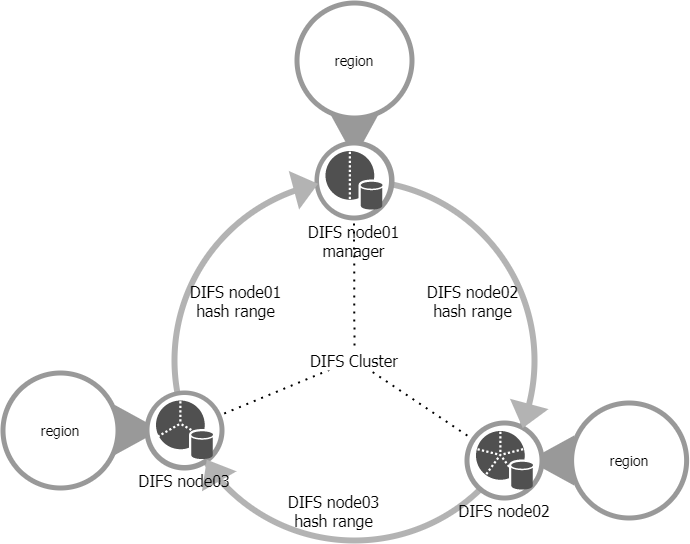 region
DIFS node01
manager
DIFS node01
hash range
DIFS node02
hash range
DIFS Cluster
region
region
DIFS node03
DIFS node03
hash range
DIFS node02